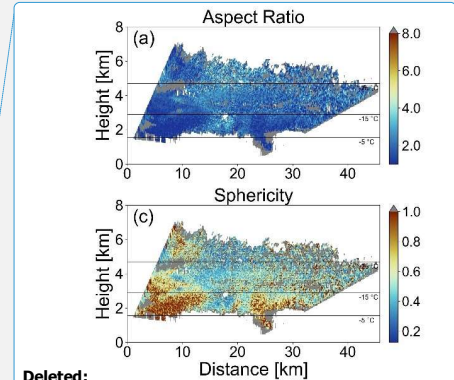 Aspect Ratio
(a)
Height [km]
8
6
4
2
0
0 10 20 30 40
-15 °C
-5 °C
8.0
6.0
4.0
2.0
Sphericity
(c)
Height [km]
8
6
4
2
0
0 10 20 30 40
-15 °C
-5 °C
1.0
0.8
0.6
0.4
0.2
Distance [km]
Deleted: